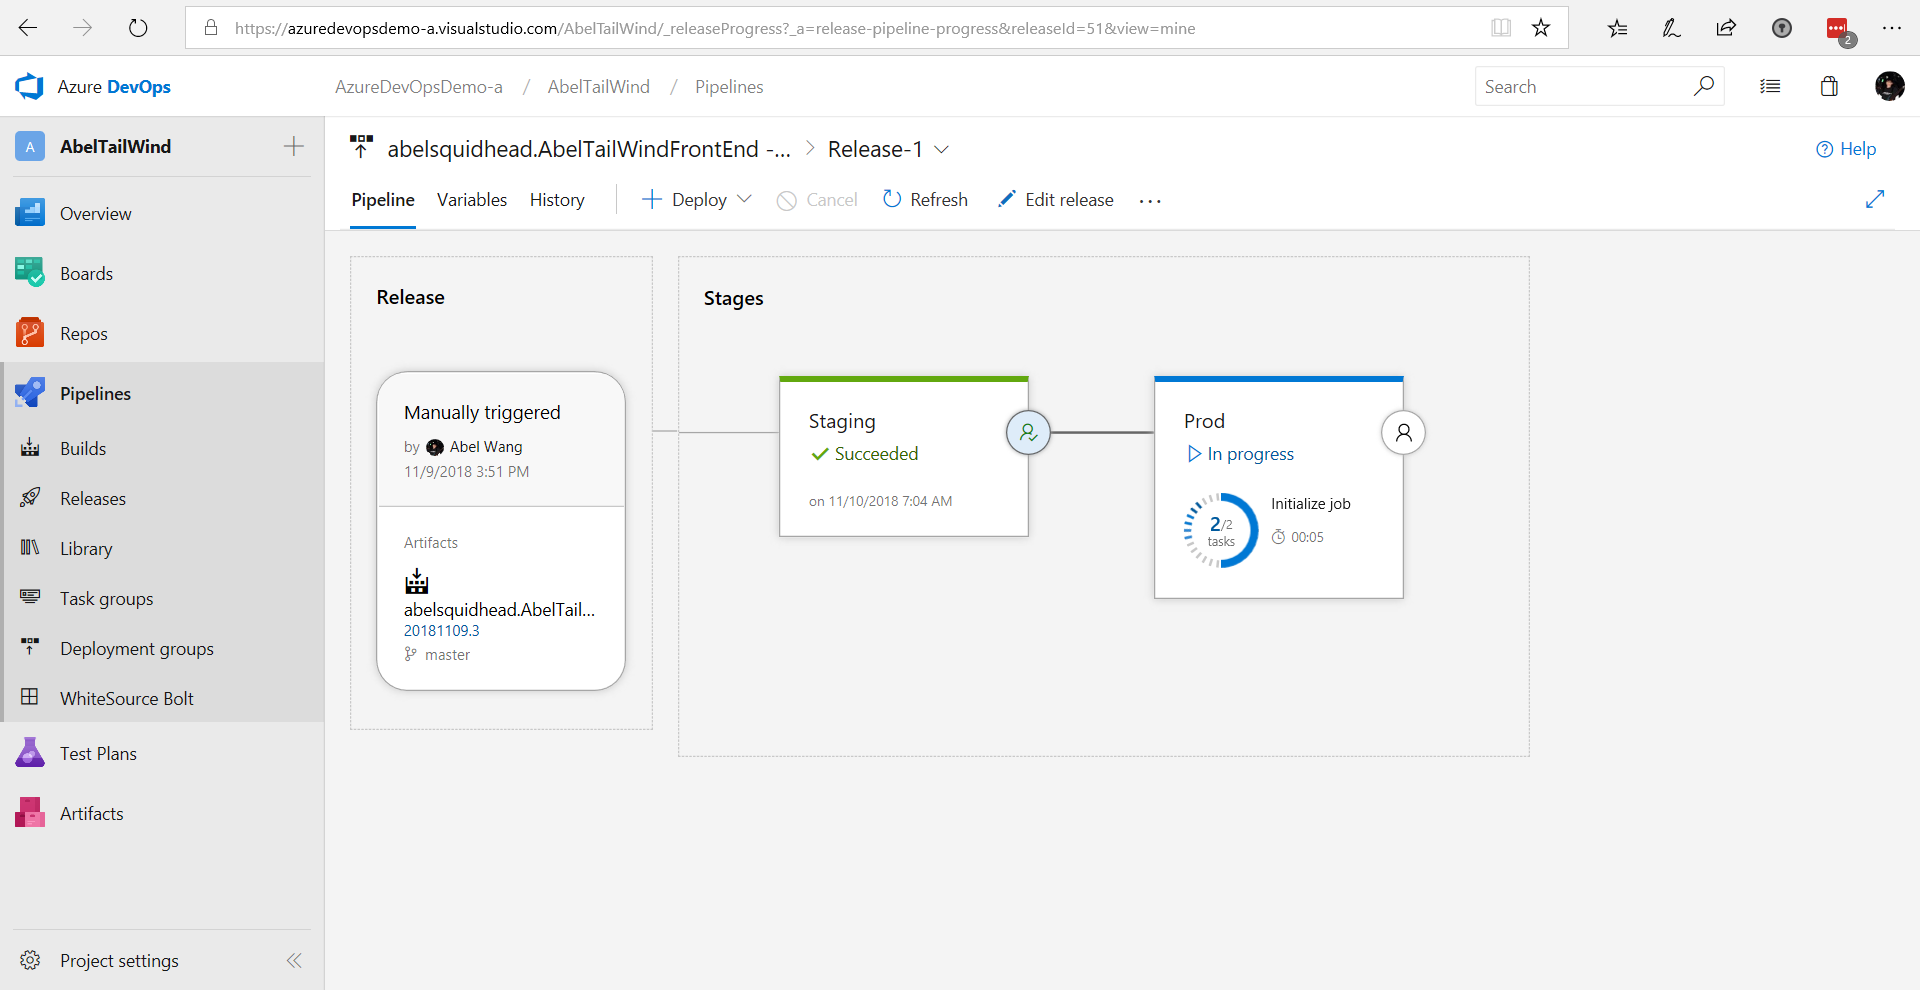 https://azuredevopsdemo-a.visualstudio.com/AbelTailWind/_releaseProgress?_a=release-pipeline-progress&releaseId=51&view=mine
2
Azure DevOps
AzureDevOpsDemo-a / AbelTailWind / Pipelines
Search
A AbelTailWind
abelsquidhead.AbelTailWindFrontEnd -... > Release-1
Help
Pipeline Variables History Deploy Cancel Refresh Edit release ...
Overview
Boards
Repos
Pipelines
Builds
Releases
Library
Task groups
Deployment groups
WhiteSource Bolt
Test Plans
Artifacts
Project settings
Release
Manually triggered
by Abel Wang
11/9/2018 3:51 PM
Artifacts
abelsquidhead.AbelTail...
20181109.3
master
Stages
Staging
Succeeded
on 11/10/2018 7:04 AM
Prod
In progress
2/2
tasks
Initialize job
00:05